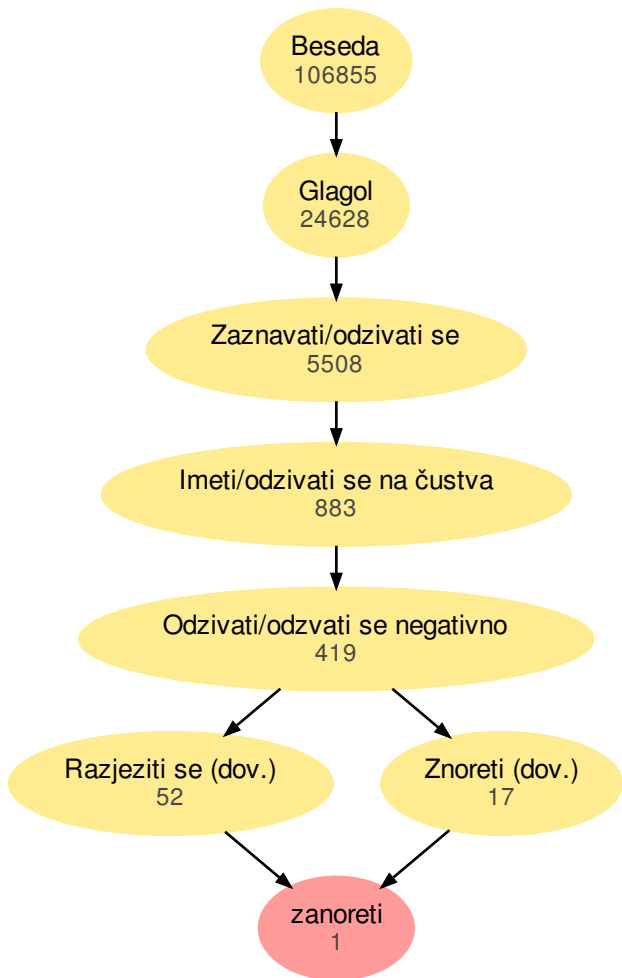 Beseda
106855
Glagol
24628
Zaznavati/odzivati se
5508
Imeti/odzivati se na čustva
883
Odzivati/odzvati se negativno
419
Razjeziti se (dov.)
52
Znoreti (dov.)
17
zanoreti
1